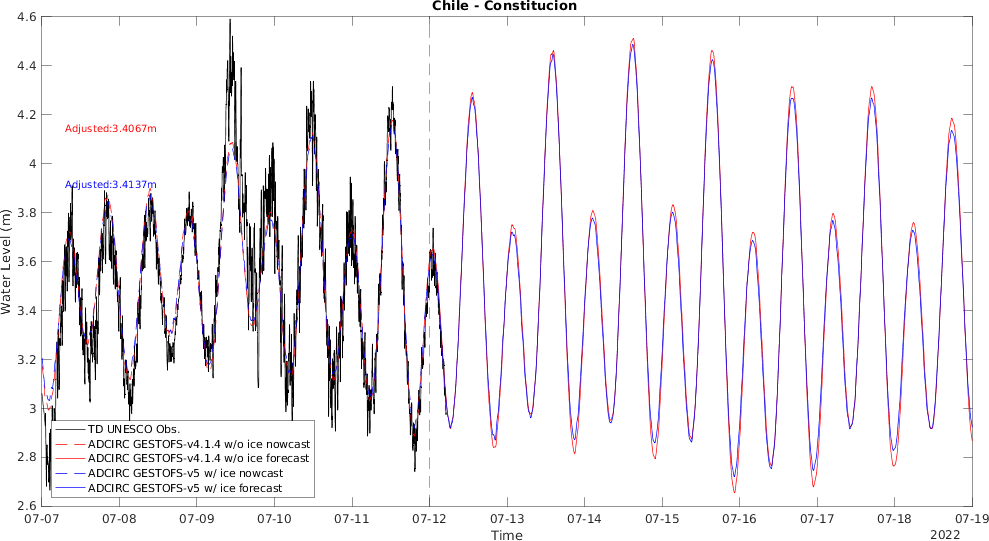 Chile - Constitucion
4.6
4.4
4.2
4
3.8
3.6
3.4
3.2
3
2.8
2.6
Water Level (m)
Adjusted:3.4067m
Adjusted:3.4137m
TD UNESCO Obs.
ADCIRC GESTOFS-v4.1.4 w/o ice nowcast
ADCIRC GESTOFS-v4.1.4 w/o ice forecast
ADCIRC GESTOFS-v5 w/ ice nowcast
ADCIRC GESTOFS-v5 w/ ice forecast
07-07 07-08 07-09 07-10 07-11 07-12 07-13 07-14 07-15 07-16 07-17 07-18 07-19
Time
2022